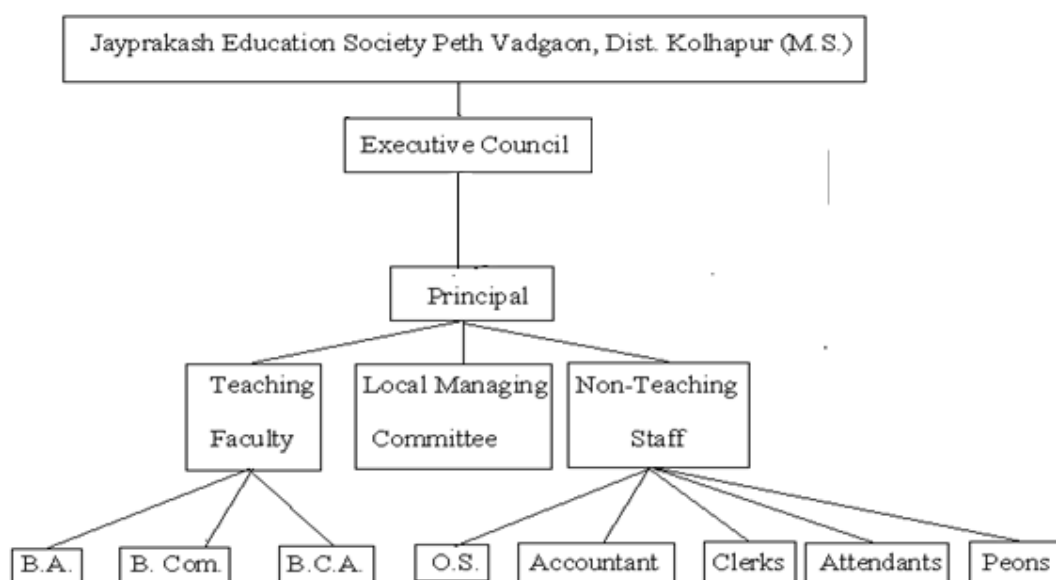 Jayprakash Education Society Peth Vadgaon, Dist. Kolhapur (M.S.)
Executive Council
Principal
Teaching
Faculty
Local Managing
Committee
Non-Teaching
Staff
B.A.
B. Com.
B.C.A.
O.S.
Accountant
Clerks
Attendants
Peons